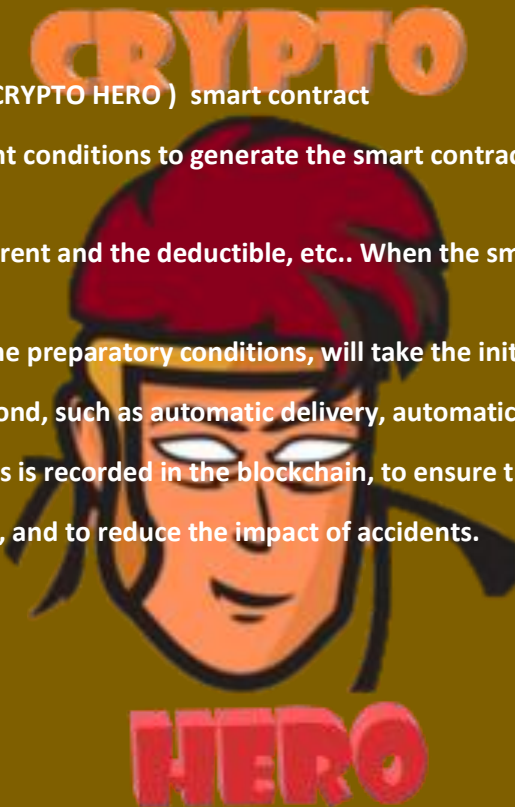 CRYPTO
CRYPTO HERO ) smart contract
nt conditions to generate the smart contrac
rent and the deductible, etc.. When the sm
he preparatory conditions, will take the init
ond, such as automatic delivery, automatic
s is recorded in the blockchain, to ensure t
, and to reduce the impact of accidents.
HERO